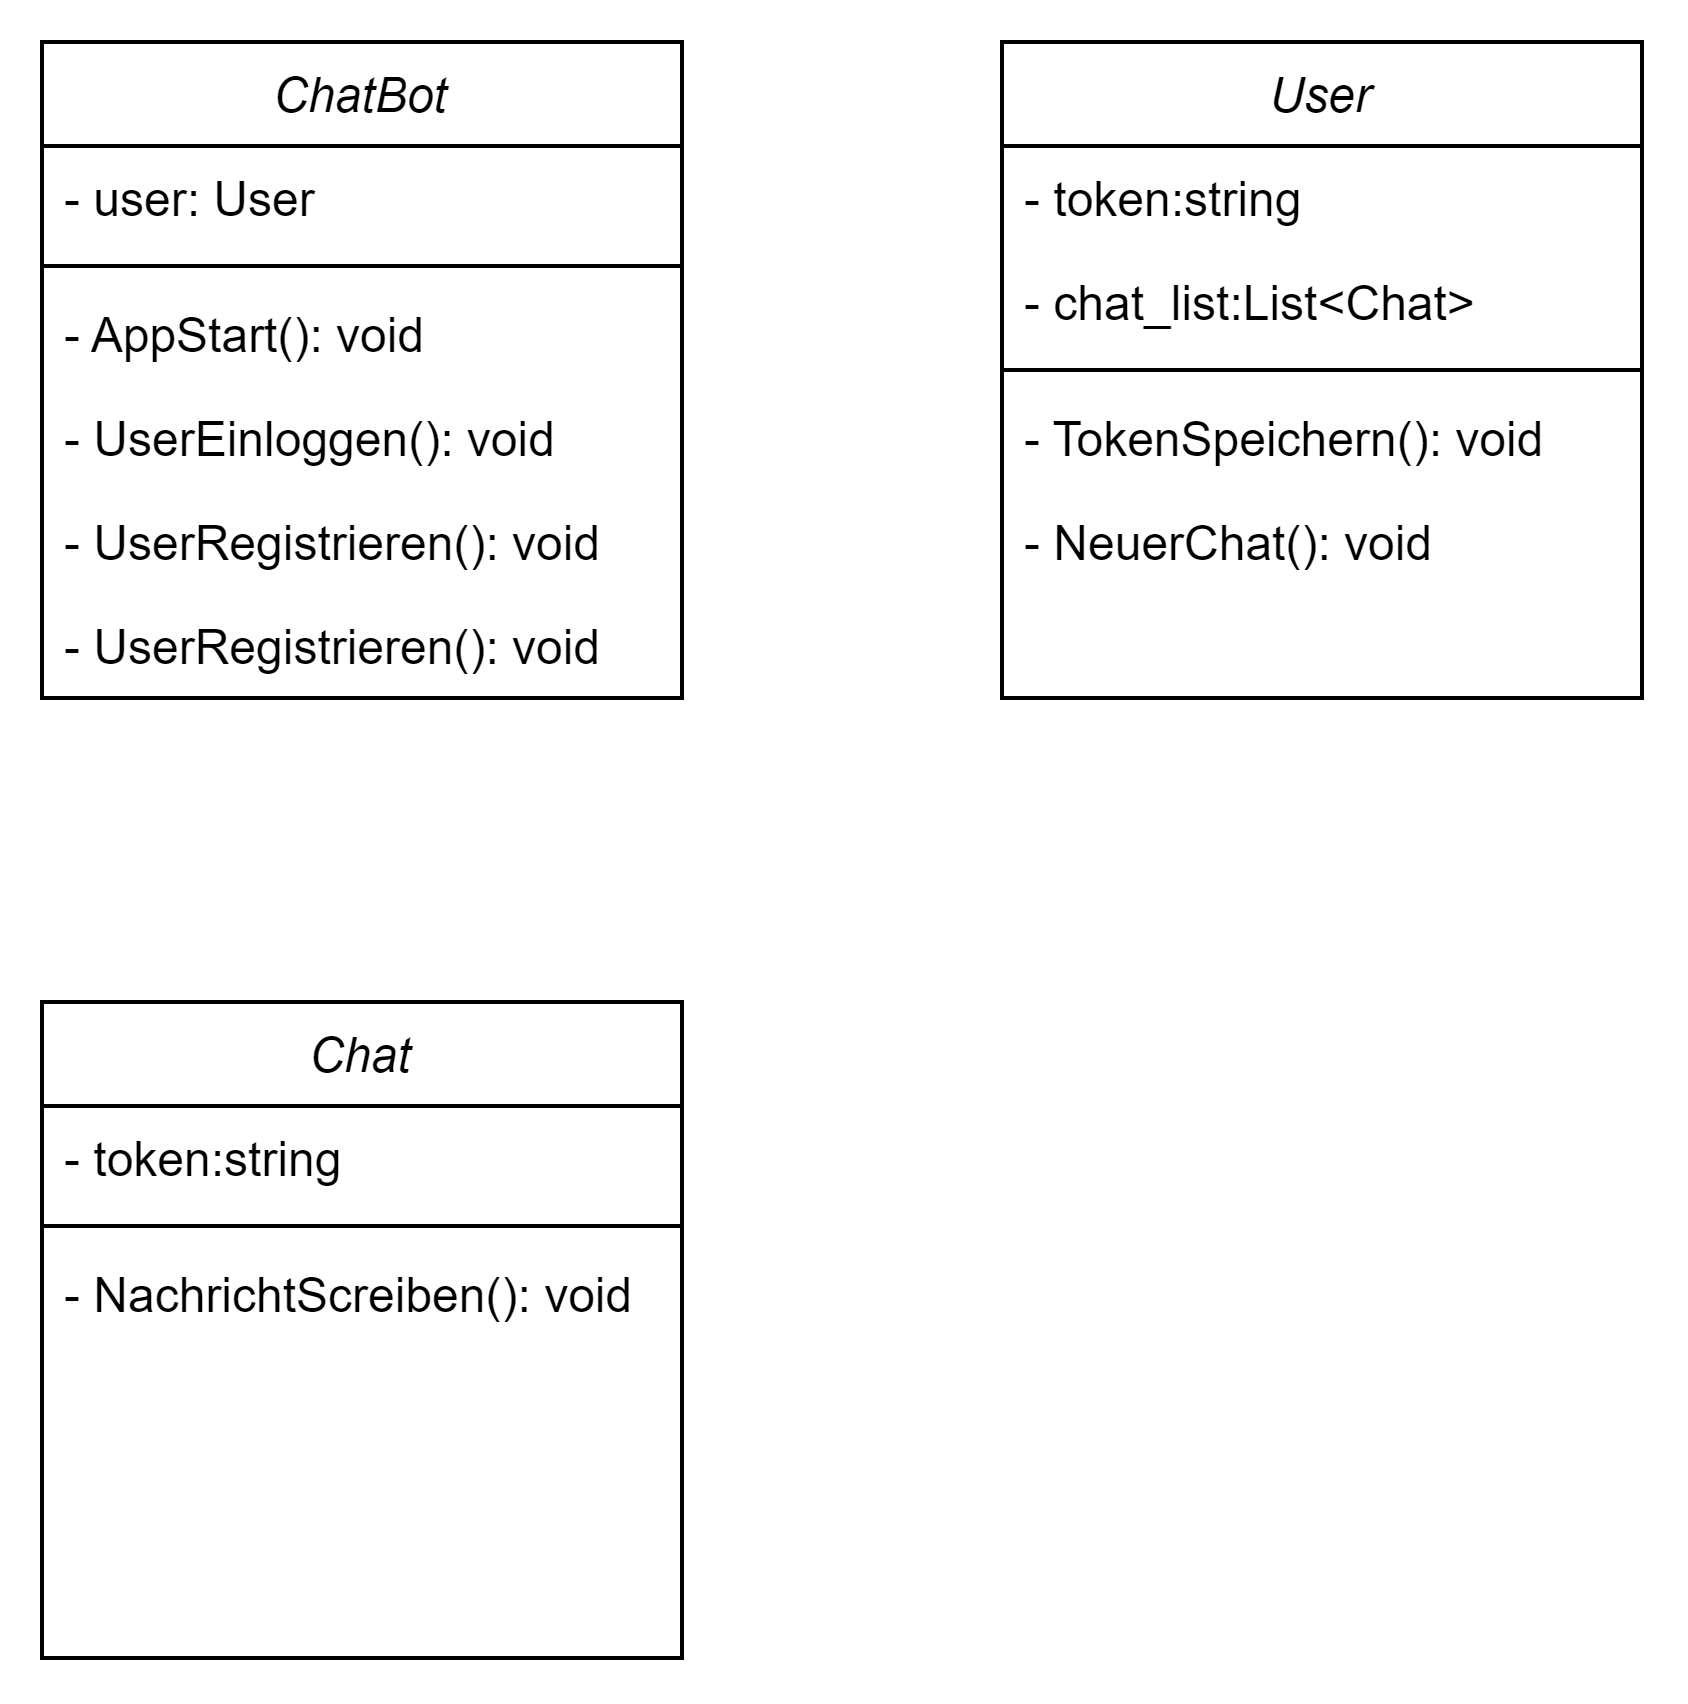 ChatBot
- user: User
- AppStart(): void
- UserEinloggen(): void
- UserRegistrieren(): void
- UserRegistrieren(): void
User
- token:string
- chat_list:List<Chat>
- TokenSpeichern(): void
- NeuerChat(): void
Chat
- token:string
- NachrichtScreiben(): void